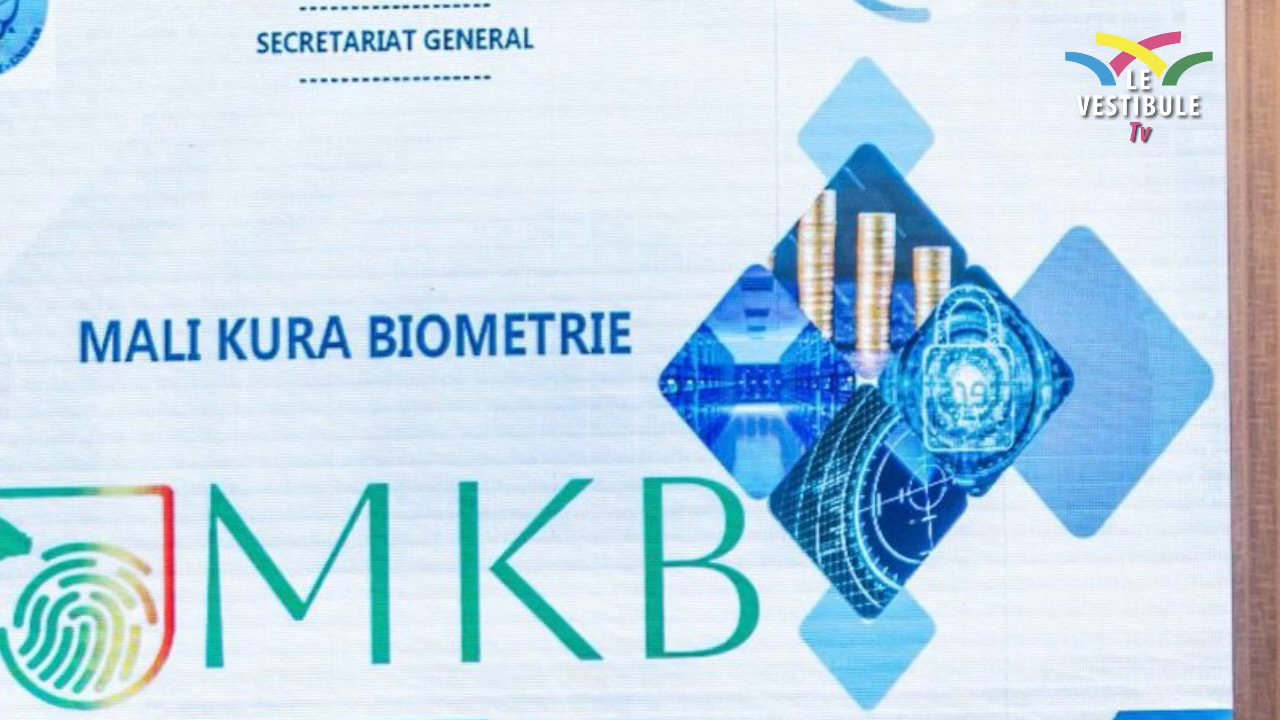 --------------------
SECRETARIAT GENERAL
--------------------
LE
VESTIBULE
Tv
MALI KURA BIOMETRIE
MKB